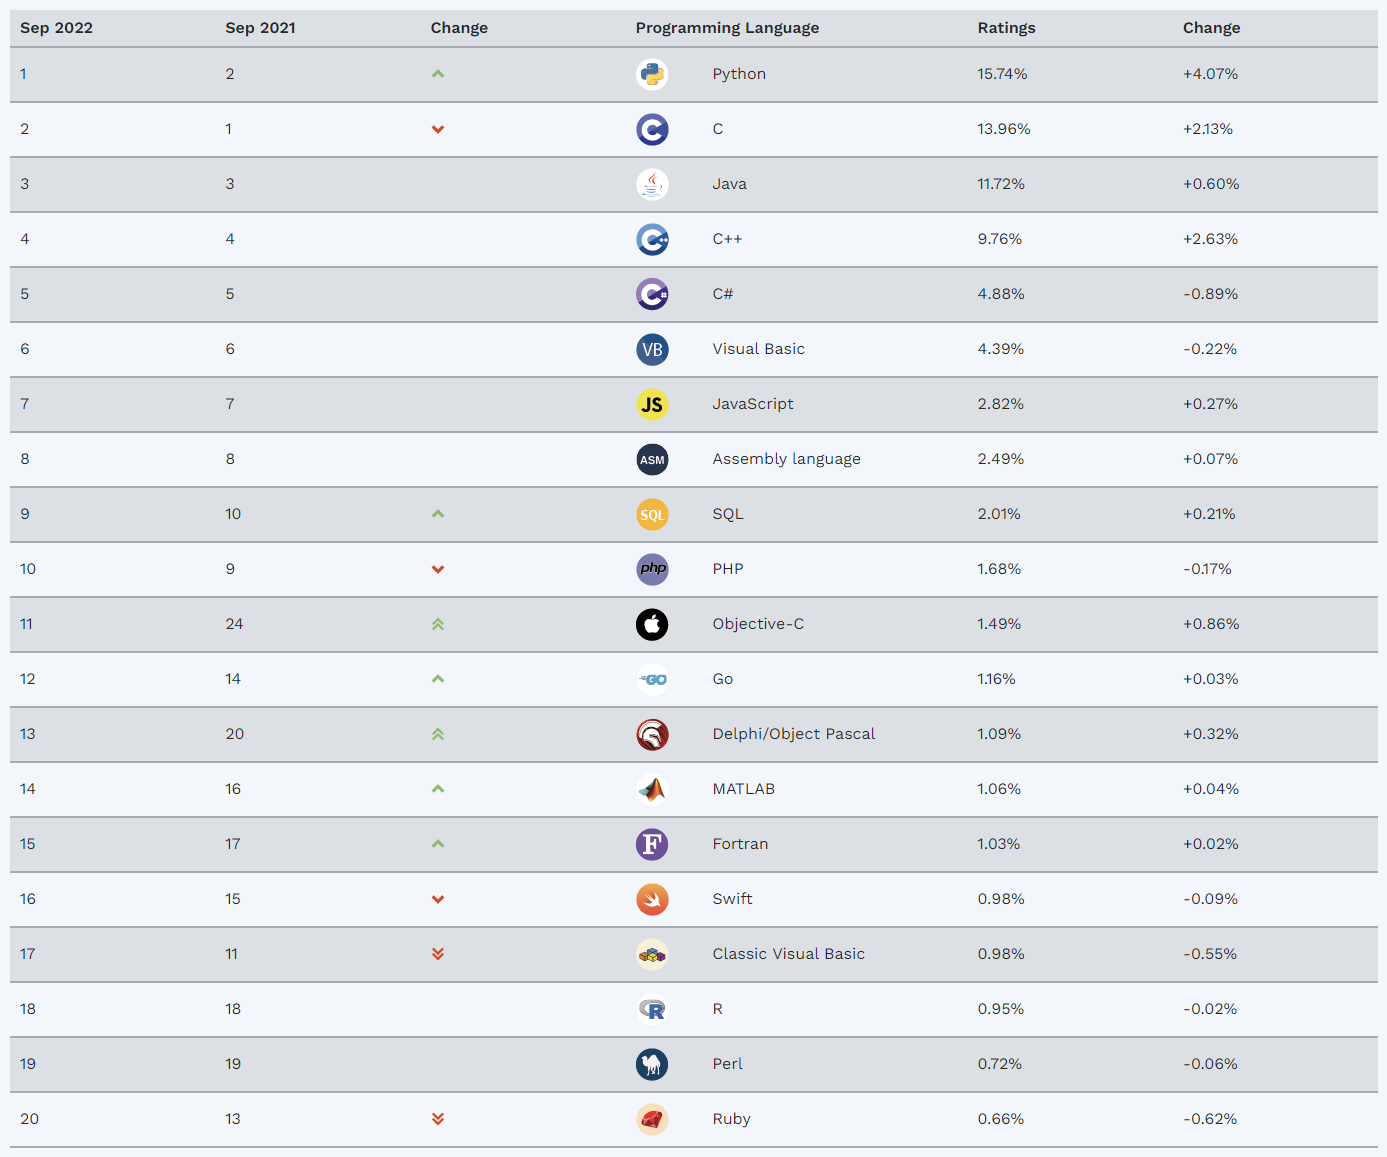 Sep 2022 Sep 2021 Change Programming Language Ratings Change
1 2 Python 15.74% +4.07%
2 1 C 13.96% +2.13%
3 3 Java 11.72% +0.60%
4 4 C++ 9.76% +2.63%
5 5 C# 4.88% -0.89%
6 6 VB Visual Basic 4.39% -0.22%
7 7 JS JavaScript 2.82% +0.27%
8 8 ASM Assembly language 2.49% +0.07%
9 10 SQL SQL 2.01% +0.21%
10 9 php PHP 1.68% -0.17%
11 24 Objective-C 1.49% +0.86%
12 14 GO Go 1.16% +0.03%
13 20 Delphi/Object Pascal 1.09% +0.32%
14 16 MATLAB 1.06% +0.04%
15 17 F Fortran 1.03% +0.02%
16 15 Swift 0.98% -0.09%
17 11 Classic Visual Basic 0.98% -0.55%
18 18 R R 0.95% -0.02%
19 19 Perl 0.72% -0.06%
20 13 Ruby 0.66% -0.62%